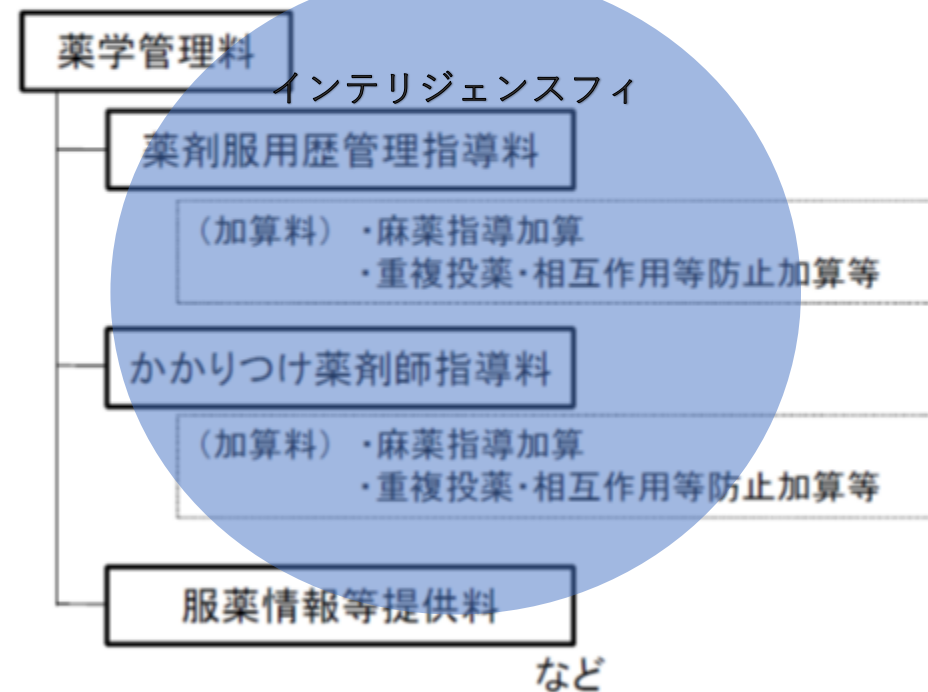 薬学管理料
インテリジェンスフィ
薬剤服用歴管理指導料
（加算料）・麻薬指導加算
・重複投薬・相互作用等防止加算等
かかりつけ薬剤師指導料
（加算料）・麻薬指導加算
・重複投薬・相互作用等防止加算等
服薬情報等提供料
など